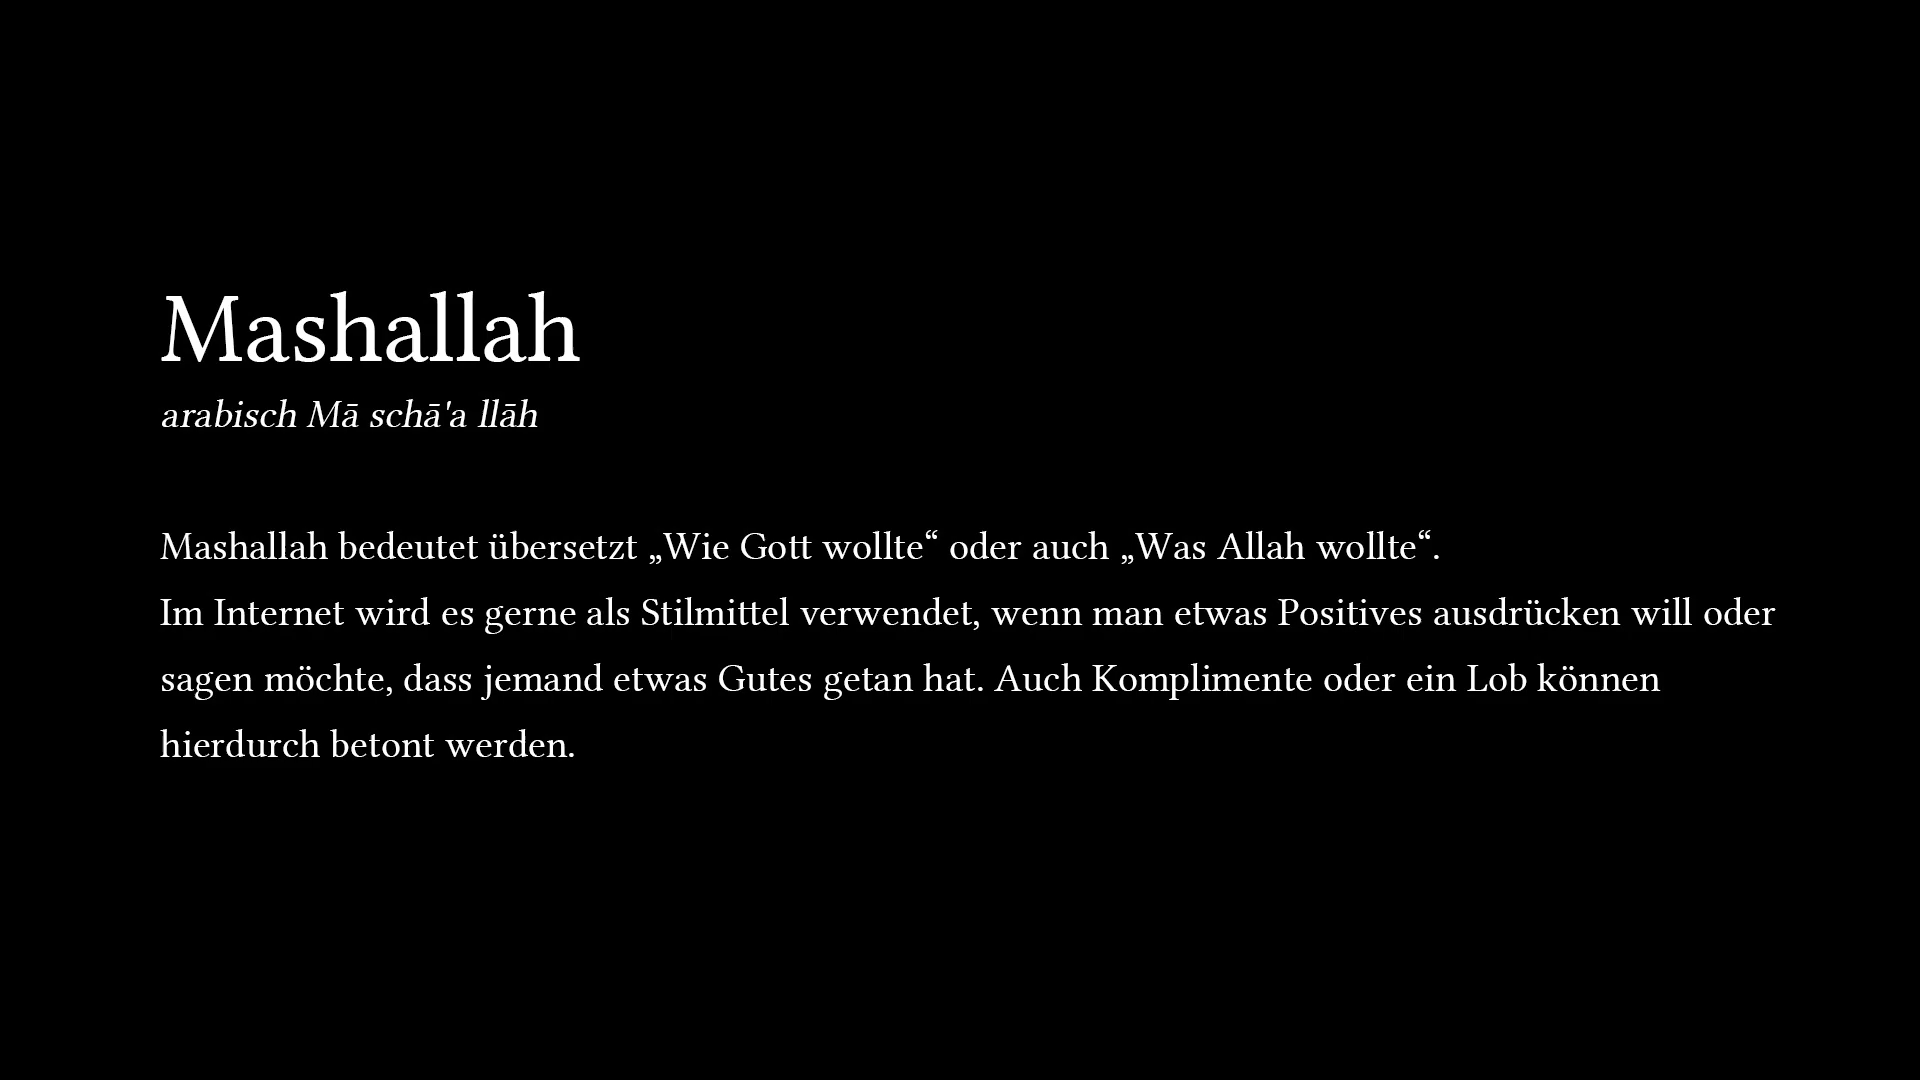 Mashallah
arabisch Mā schā'a llāh
Mashallah bedeutet übersetzt „Wie Gott wollte“ oder auch „Was Allah wollte“.
Im Internet wird es gerne als Stilmittel verwendet, wenn man etwas Positives ausdrücken will oder
sagen möchte, dass jemand etwas Gutes getan hat. Auch Komplimente oder ein Lob können
hierdurch betont werden.